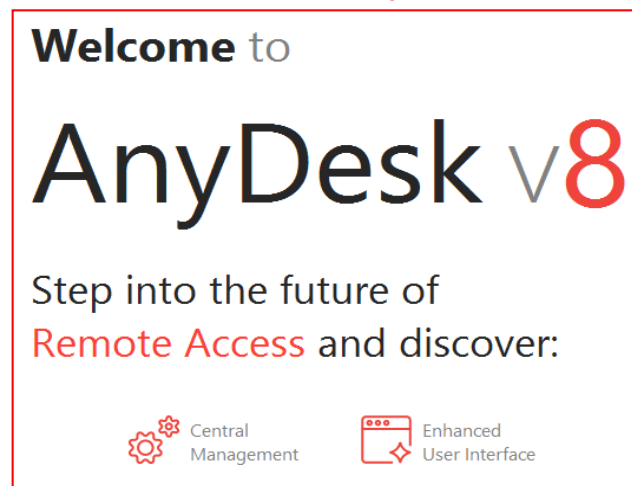 Welcome to
AnyDesk v8
Step into the future of
Remote Access and discover:
Central
Management
Enhanced
User Interface